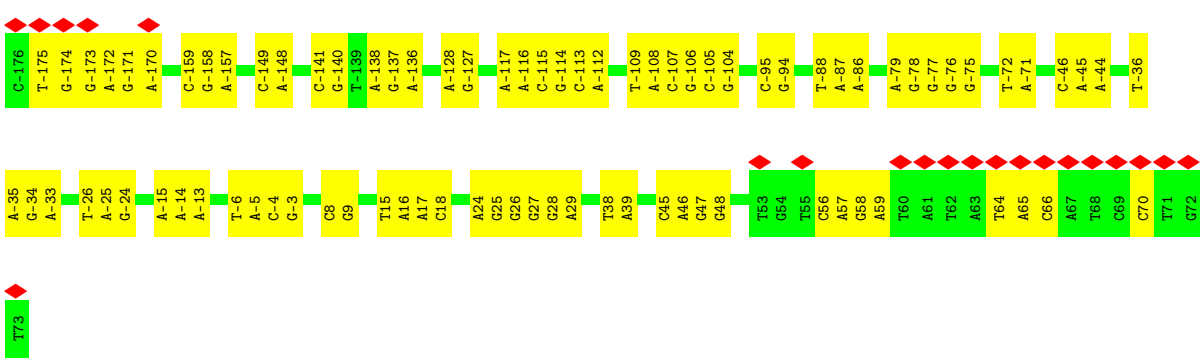 C-176 T-175 G-174 G-173 A-172 G-171 A-170 C-159 G-158 A-157 C-149 A-148 C-141 G-140 T-139 A-138 G-137 A-136 A-128 G-127 A-117 A-116 C-115 G-114 C-113 A-112 T-109 A-108 C-107 G-106 C-105 G-104 C-95 G-94 T-88 A-87 A-86 A-79 G-78 G-77 G-76 G-75 T-72 A-71 C-46 A-45 A-44 T-36
A-35 G-34 A-33 T-26 A-25 G-24 A-15 A-14 A-13 T-6 A-5 C-4 G-3 C8 G9 T15 A16 A17 C18 A24 G25 G26 G27 G28 A29 T38 A39 C45 A46 G47 G48 T53 G54 T55 C56 A57 G58 A59 T60 A61 T62 A63 T64 A65 C66 A67 T68 C69 C70 T71 G72
T73